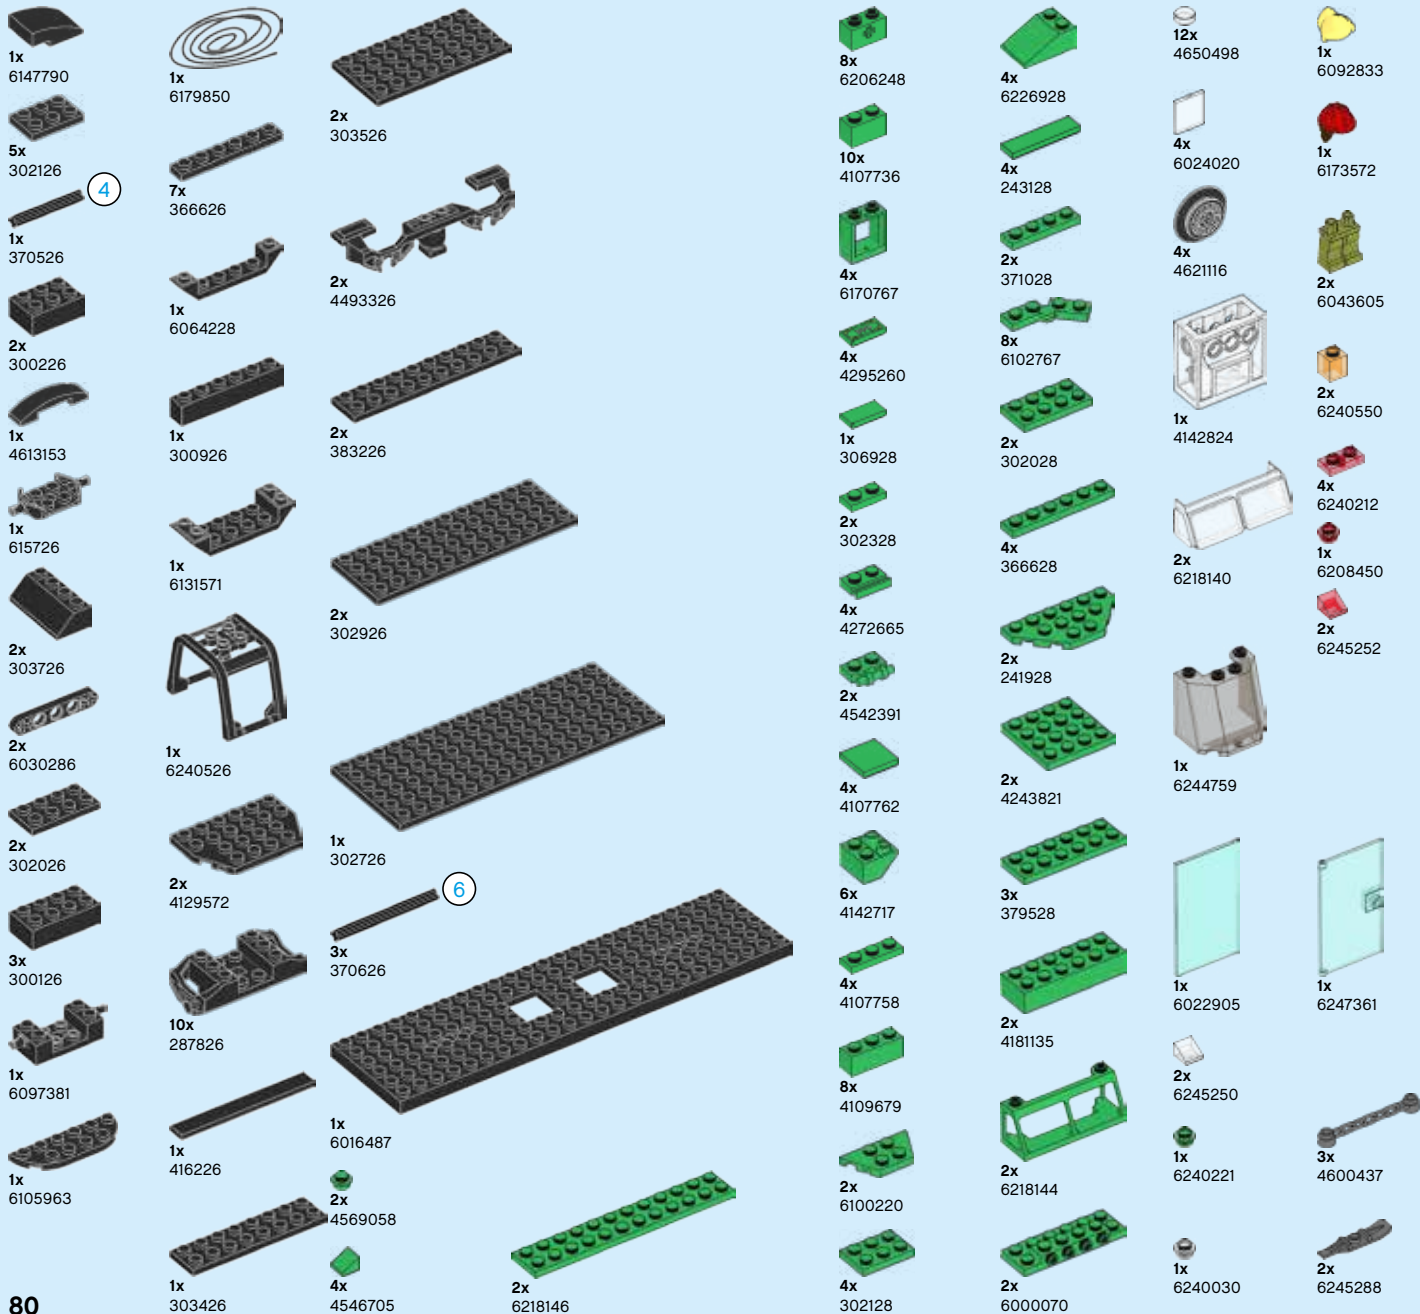 1x
6147790
5x
302126
4
1x
370526
2x
300226
1x
4613153
1x
615726
2x
303726
2x
6030286
2x
302026
3x
300126
1x
6097381
1x
6105963
80
1x
6179850
7x
366626
1x
6064228
1x
300926
1x
6131571
1x
6240526
2x
4129572
10x
287826
1x
416226
1x
303426
2x
303526
2x
4493326
2x
383226
2x
302926
1x
302726
6
3x
370626
1x
6016487
2x
4569058
4x
4546705
2x
6218146
8x
6206248
10x
4107736
4x
6170767
4x
4295260
1x
306928
2x
302328
4x
4272665
2x
4542391
4x
4107762
6x
4142717
4x
4107758
8x
4109679
2x
6100220
4x
302128
4x
6226928
4x
243128
2x
371028
8x
6102767
2x
302028
4x
366628
2x
241928
2x
4243821
3x
379528
2x
4181135
2x
6218144
2x
6000070
12x
4650498
4x
6024020
4x
4621116
1x
4142824
2x
6218140
1x
6244759
1x
6022905
2x
6245250
1x
6240221
1x
6240030
1x
6092833
1x
6173572
2x
6043605
2x
6240550
4x
6240212
1x
6208450
2x
6245252
1x
6247361
3x
4600437
2x
6245288